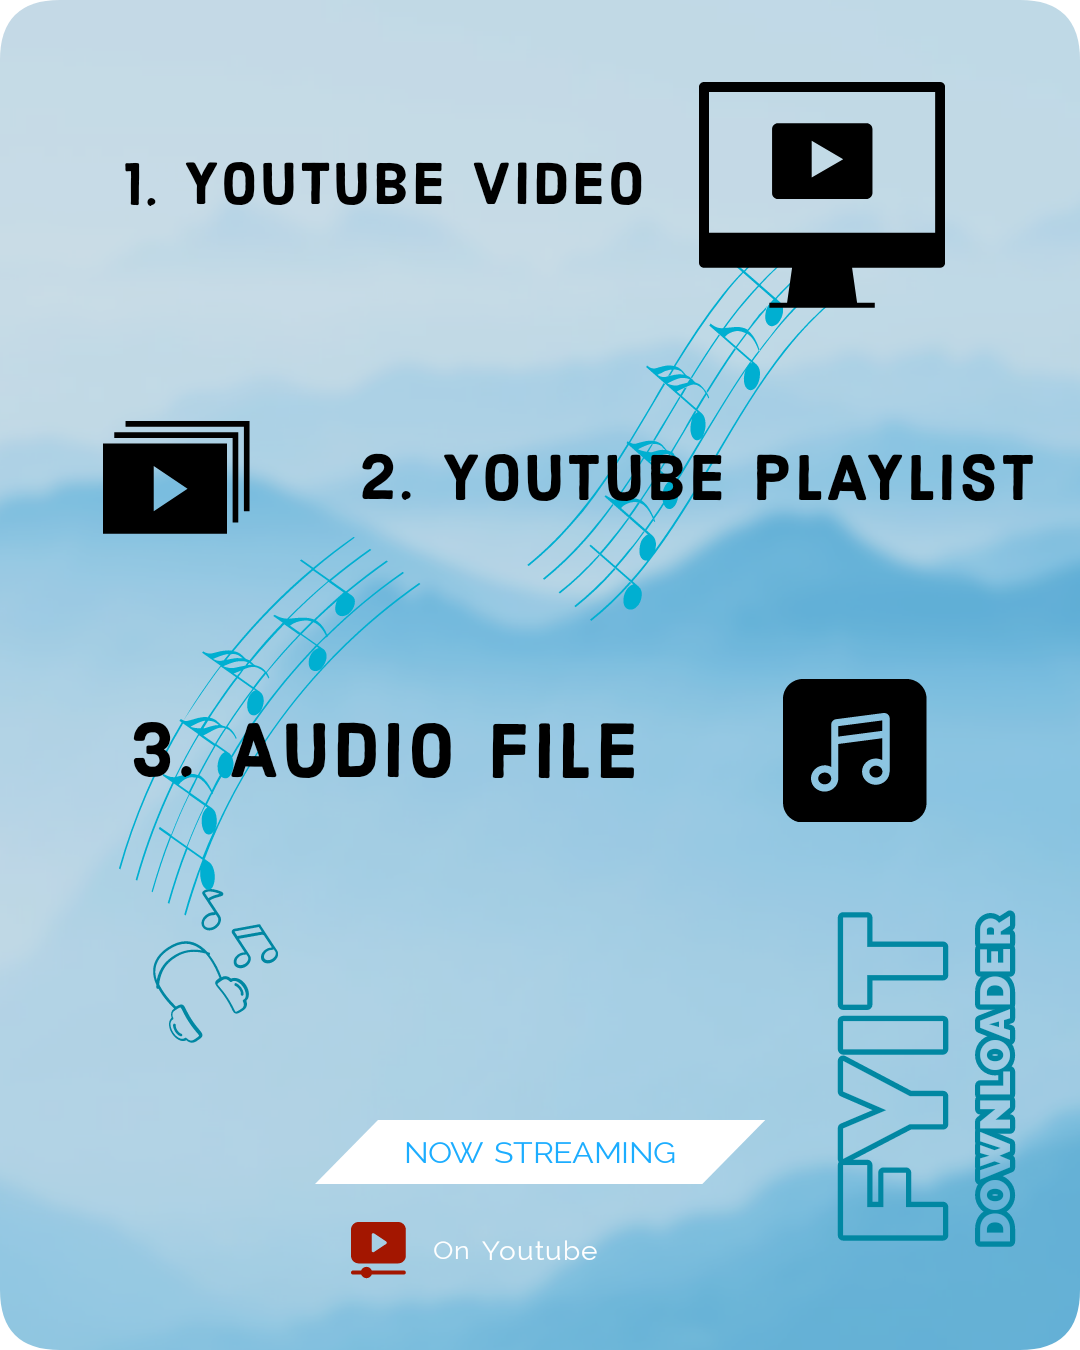 1. YOUTUBE VIDEO
2. YOUTUBE PLAYLIST
3. AUDIO FILE
FYIT
DOWNLOADER
NOW STREAMING
On Youtube